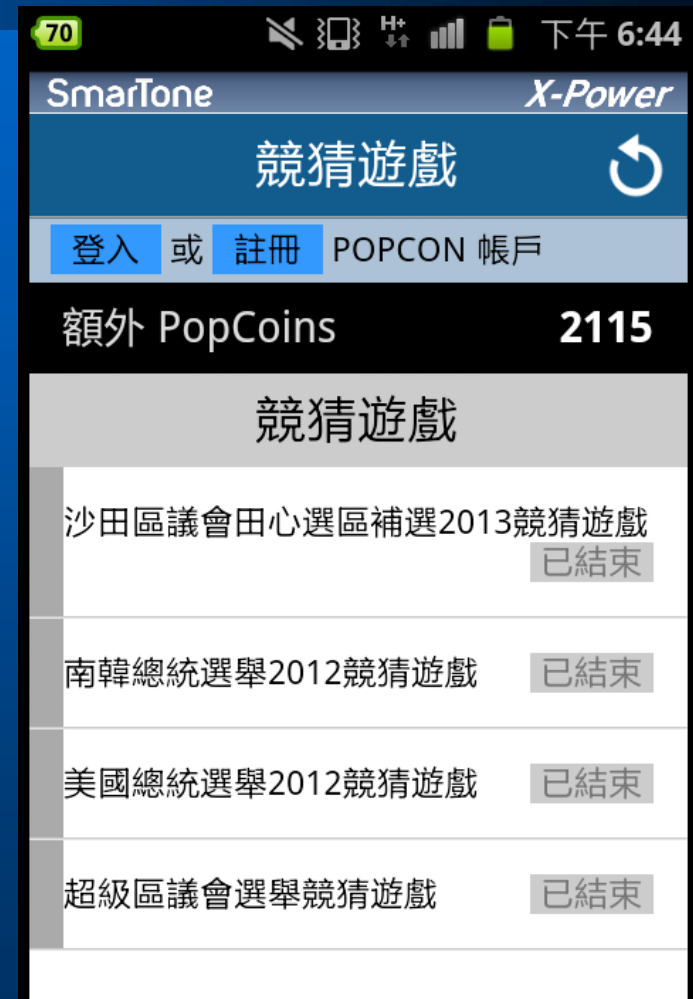 70 下午 6:44
SmarTone X-Power
競猜遊戲
登入 或 註冊 POPCON 帳戶
額外 PopCoins 2115
競猜遊戲
沙田區議會田心選區補選2013競猜遊戲
已結束
南韓總統選舉2012競猜遊戲 已結束
美國總統選舉2012競猜遊戲 已結束
超級區議會選舉競猜遊戲 已結束